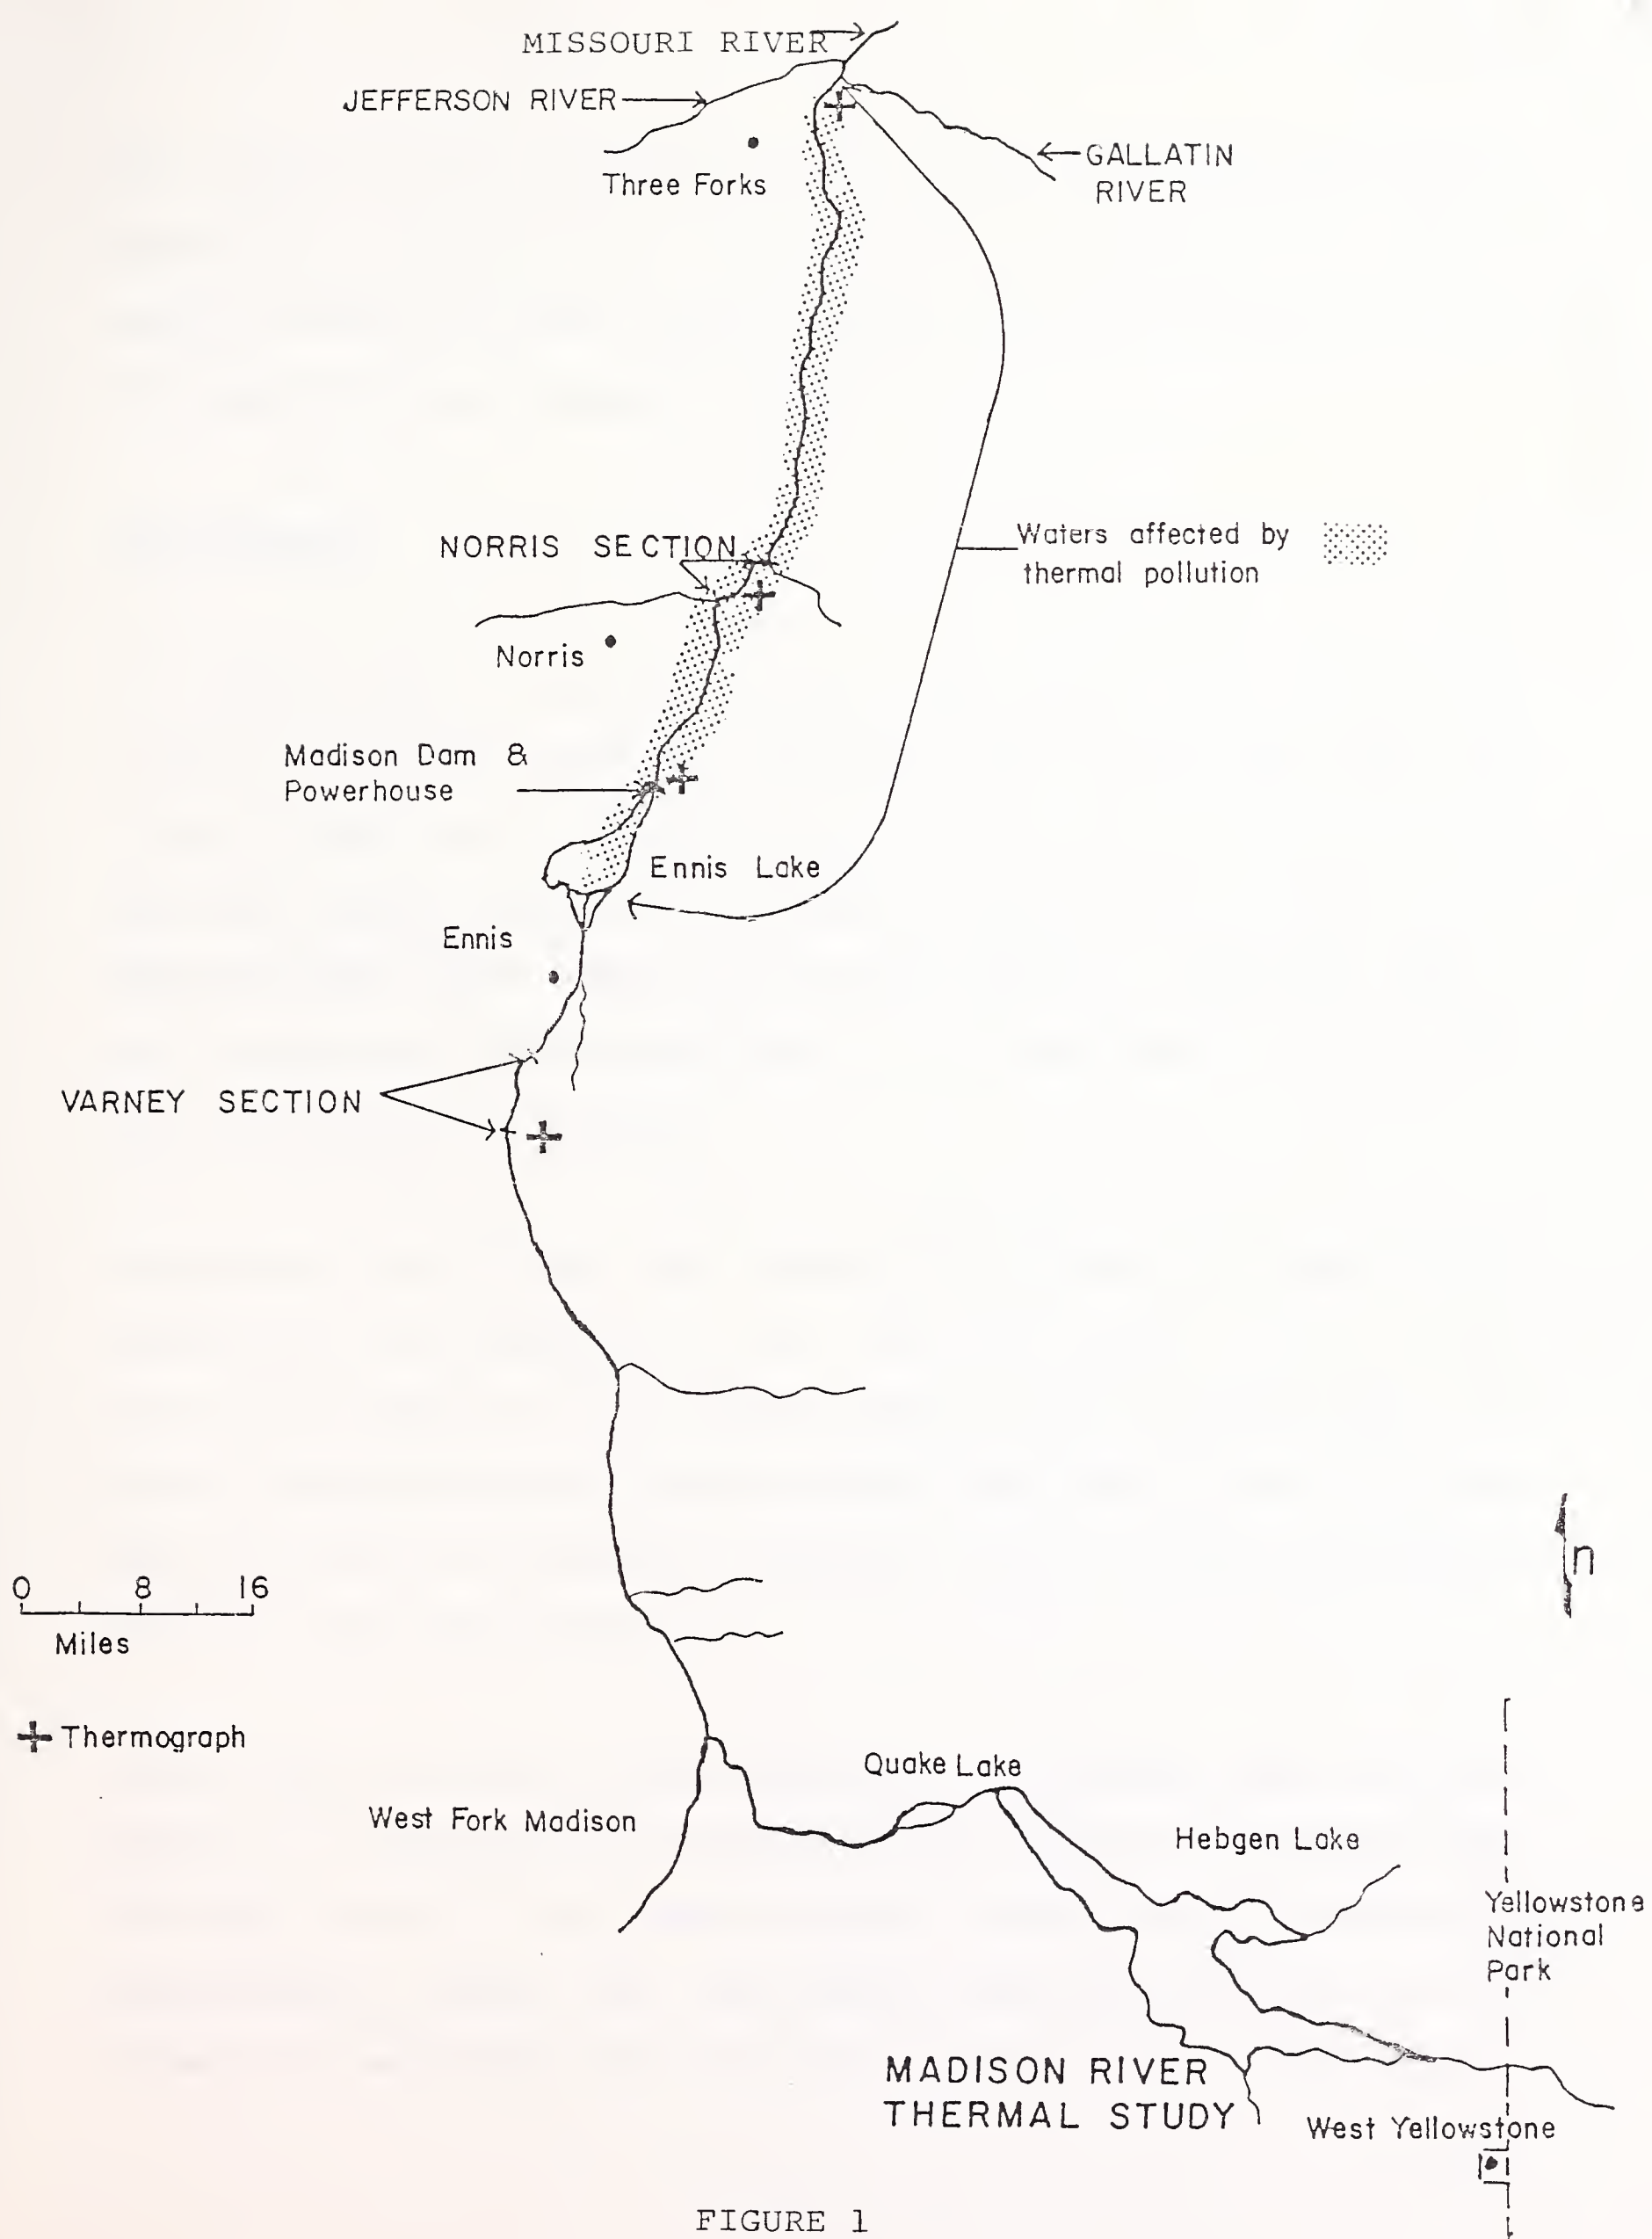 MISSOURI RIVER
JEFFERSON RIVER
GALLATIN
RIVER
Three Forks
NORRIS SECTION
Waters affected by
thermal pollution
Norris
Madison Dam &
Powerhouse
Ennis Lake
Ennis
VARNEY SECTION
n
0 8 16
Miles
Thermograph
Quake Lake
West Fork Madison
Hebgen Lake
Yellowstone
National
Park
MADISON RIVER
THERMAL STUDY
West Yellowstone
FIGURE 1